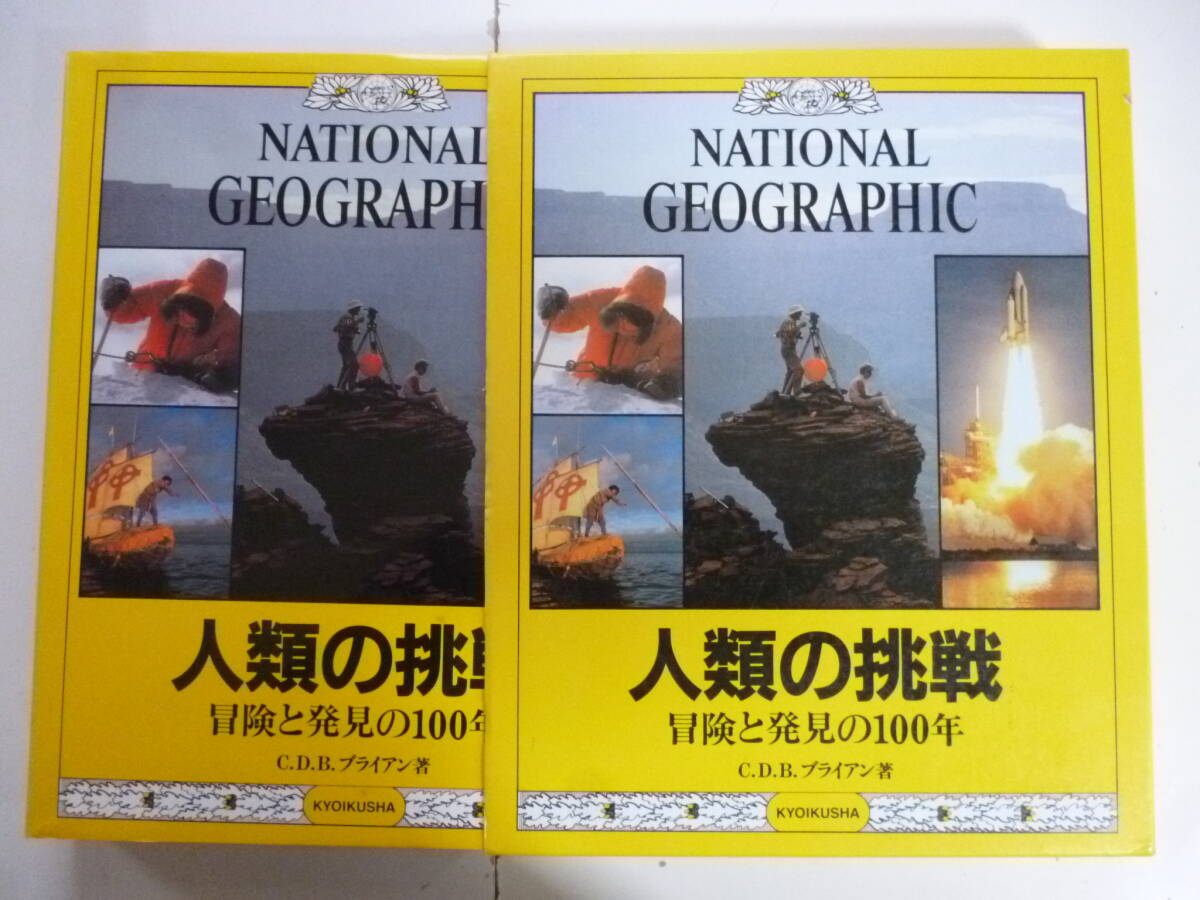 NATIONAL
GEOGRAPH
人類の挑戦
冒険と発見の100年
C.D.B.ブライアン著
KYOIKUSHA
NATIONAL
GEOGRAPHIC
人類の挑戦
冒険と発見の100年
C.D.B.ブライアン著
KYOIKUSHA